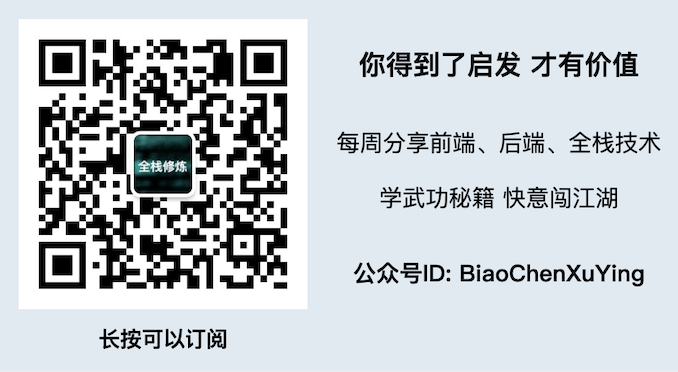 全栈修炼
长按可以订阅
你得到了启发 才有价值
每周分享前端、后端、全栈技术
学武功秘籍 快意闯江湖
公众号ID: BiaoChenXuYing